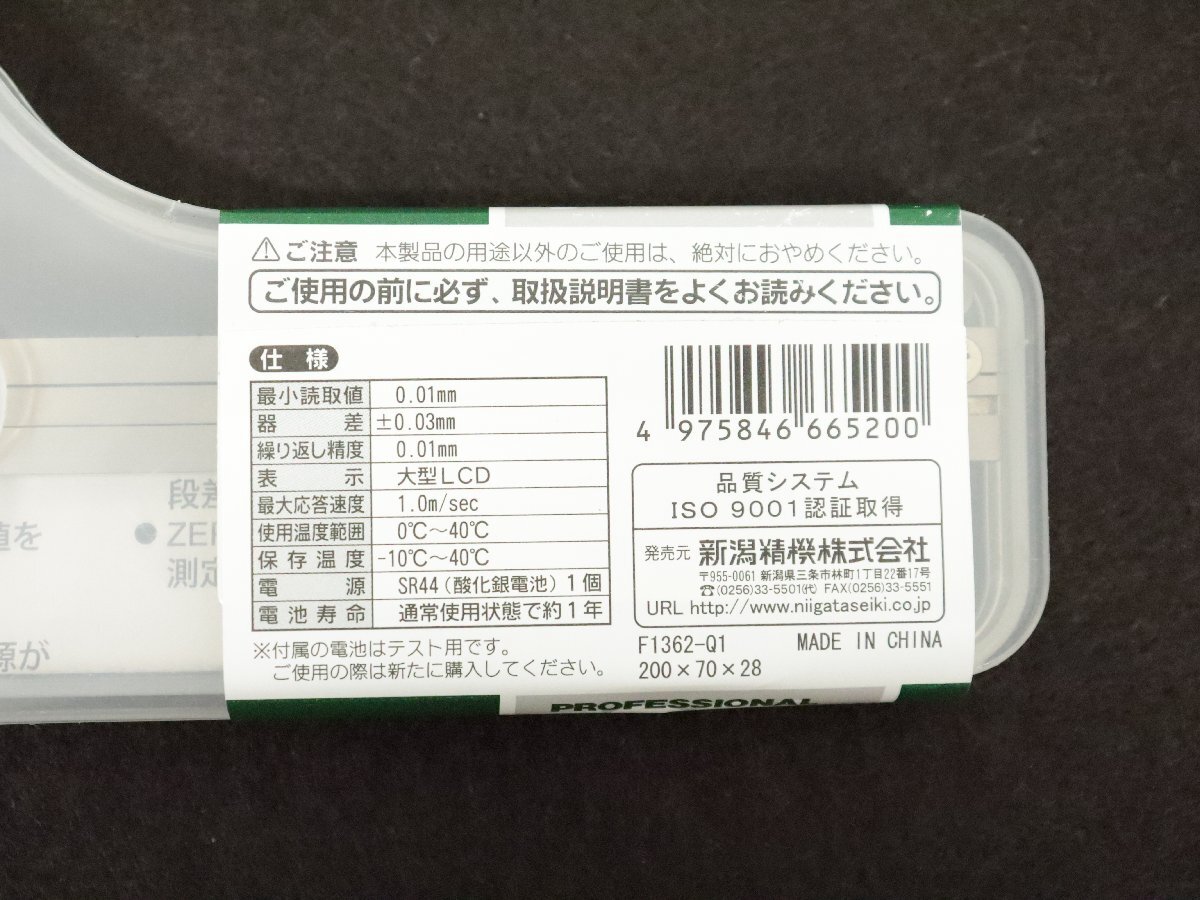 ⚠ご注意 本製品の用途以外のご使用は、絶対におやめください。
ご使用の前に必ず、取扱説明書をよくお読みください。
仕様
最小読取値 0.01mm
器差 ±0.03mm
繰り返し精度 0.01mm
表示 大型LCD
最大応答速度 1.0m/sec
使用温度範囲 0℃～40℃
保存温度 -10℃～40℃
電源 SR44（酸化銀電池）1個
電池寿命 通常使用状態で約1年
※付属の電池はテスト用です。
ご使用の際は新たに購入してください。
4 975846 665200
品質システム
ISO 9001認証取得
発売元 新潟精機株式会社
〒955-0061 新潟県三条市林町1丁目22番17号
☎(0256)33-5501(代) FAX(0256)33-5551
URL http://www.niigataseiki.co.jp
F1362-Q1 MADE IN CHINA
200×70×28
PROFESSIONAL
段差
値を
● ZER
測定
源が